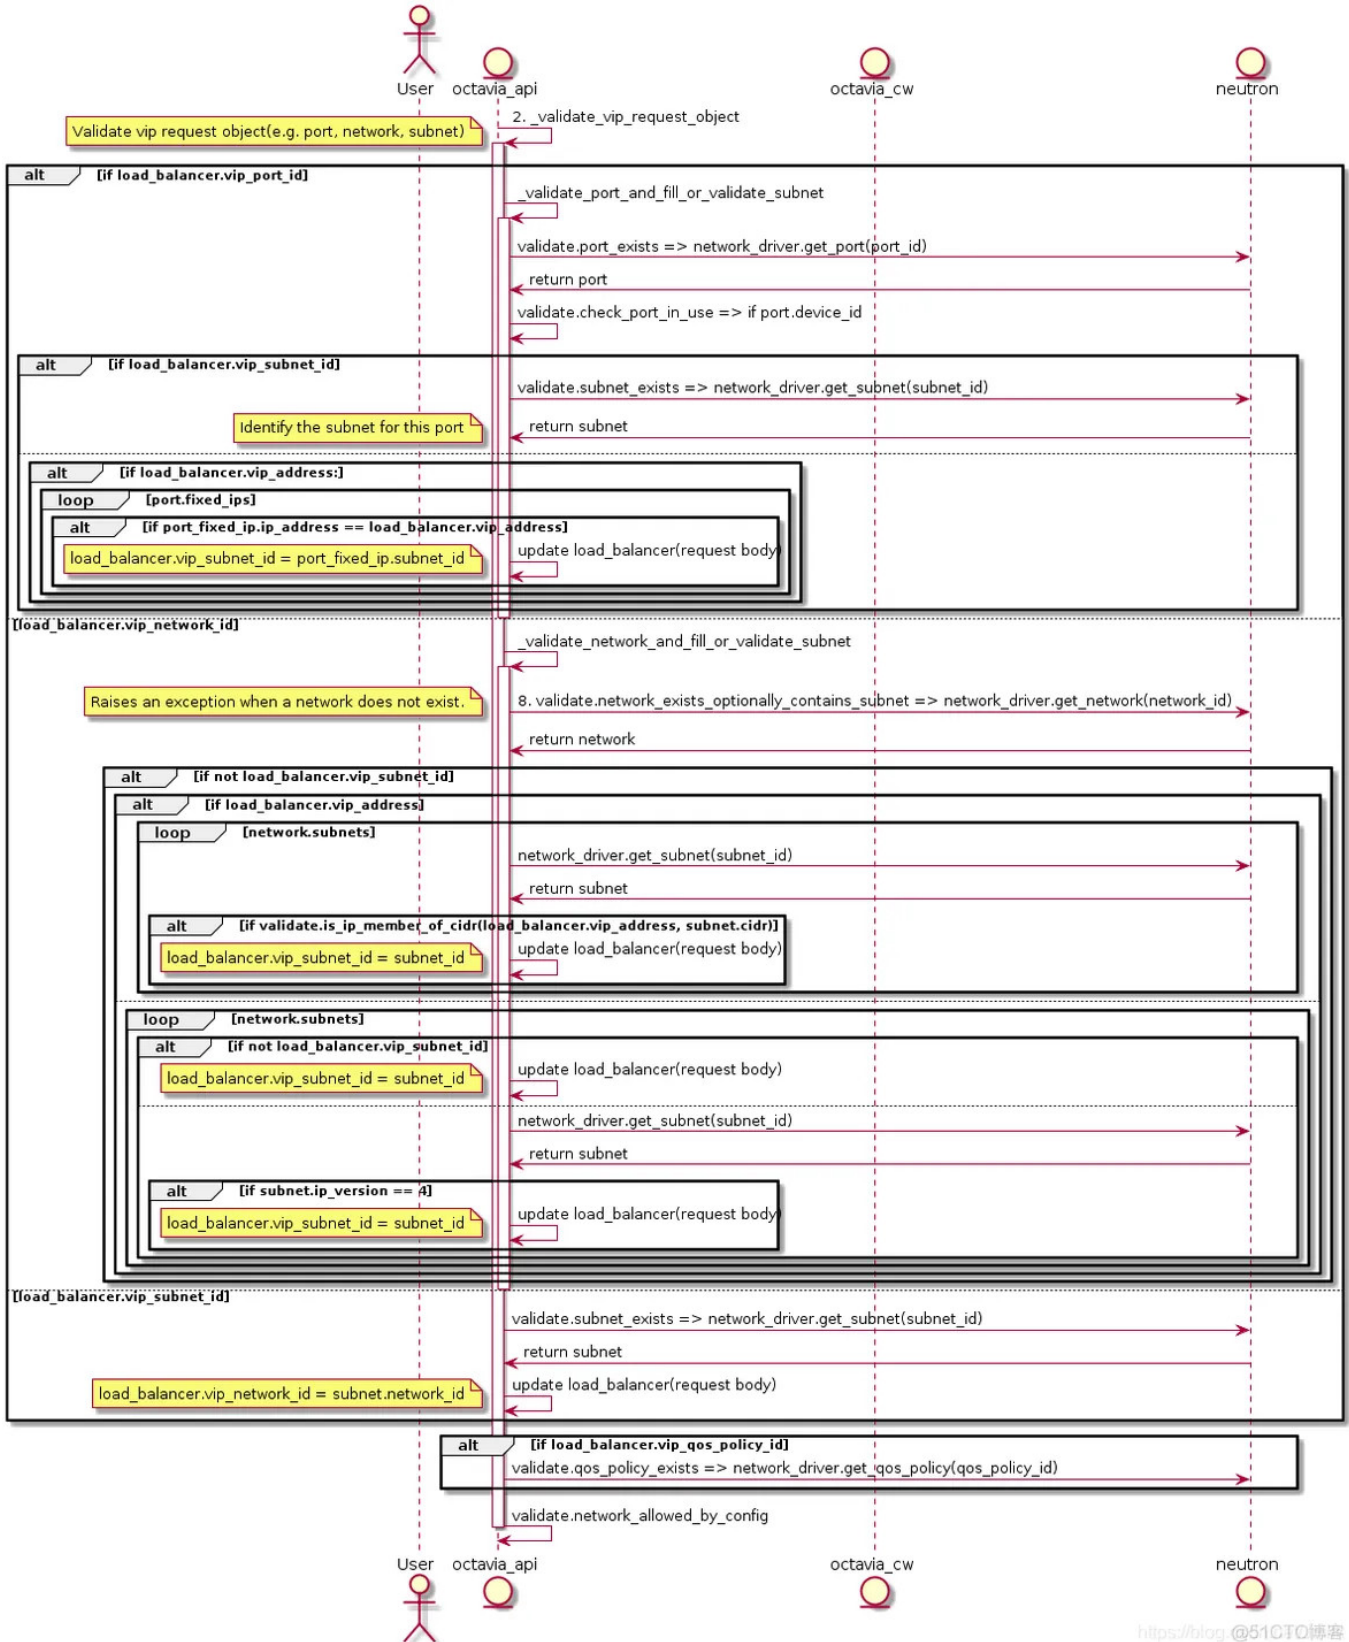 User
octavia_api
octavia_cw
neutron
2. _validate_vip_request_object
Validate vip request object(e.g. port, network, subnet)
alt [if load_balancer.vip_port_id]
_validate_port_and_fill_or_validate_subnet
validate.port_exists => network_driver.get_port(port_id)
return port
validate.check_port_in_use => if port.device_id
alt [if load_balancer.vip_subnet_id]
validate.subnet_exists => network_driver.get_subnet(subnet_id)
Identify the subnet for this port
return subnet
alt [if load_balancer.vip_address:]
loop [port.fixed_ips]
alt [if port_fixed_ip.ip_address == load_balancer.vip_address]
update load_balancer(request body)
load_balancer.vip_subnet_id = port_fixed_ip.subnet_id
[load_balancer.vip_network_id]
_validate_network_and_fill_or_validate_subnet
Raises an exception when a network does not exist.
8. validate.network_exists_optionally_contains_subnet => network_driver.get_network(network_id)
return network
alt [if not load_balancer.vip_subnet_id]
alt [if load_balancer.vip_address]
loop [network.subnets]
network_driver.get_subnet(subnet_id)
return subnet
alt [if validate.is_ip_member_of_cidr(load_balancer.vip_address, subnet.cidr)]
update load_balancer(request body)
load_balancer.vip_subnet_id = subnet_id
loop [network.subnets]
alt [if not load_balancer.vip_subnet_id]
update load_balancer(request body)
load_balancer.vip_subnet_id = subnet_id
network_driver.get_subnet(subnet_id)
return subnet
alt [if subnet.ip_version == 4]
update load_balancer(request body)
load_balancer.vip_subnet_id = subnet_id
[load_balancer.vip_subnet_id]
validate.subnet_exists => network_driver.get_subnet(subnet_id)
return subnet
update load_balancer(request body)
load_balancer.vip_network_id = subnet.network_id
alt [if load_balancer.vip_qos_policy_id]
validate.qos_policy_exists => network_driver.get_qos_policy(qos_policy_id)
validate.network_allowed_by_config
User
octavia_api
octavia_cw
neutron
https://blog.
@51CTO博客